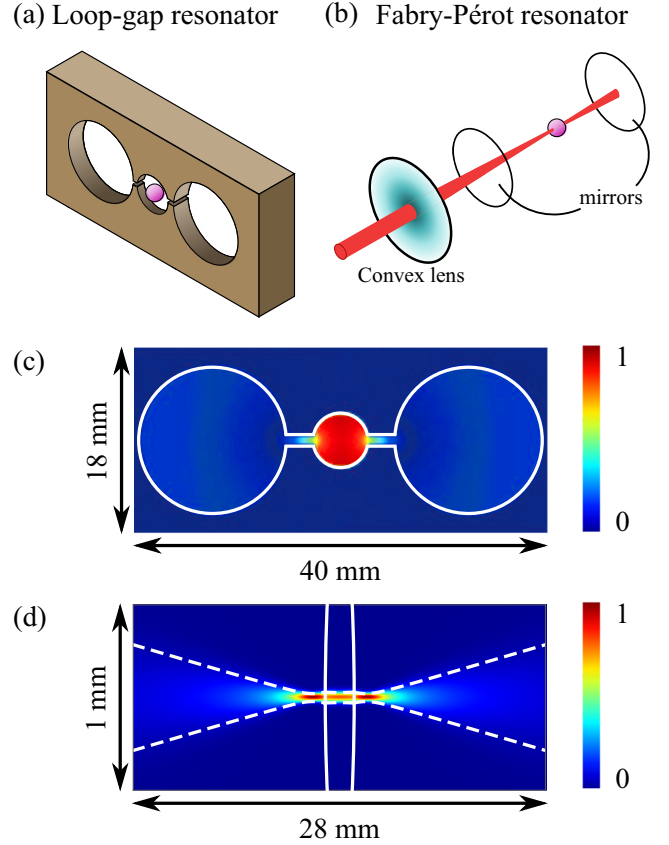 (a) Loop-gap resonator
(b) Fabry-Pérot resonator
mirrors
Convex lens
(c)
18 mm
40 mm
1
0
(d)
1 mm
28 mm
1
0